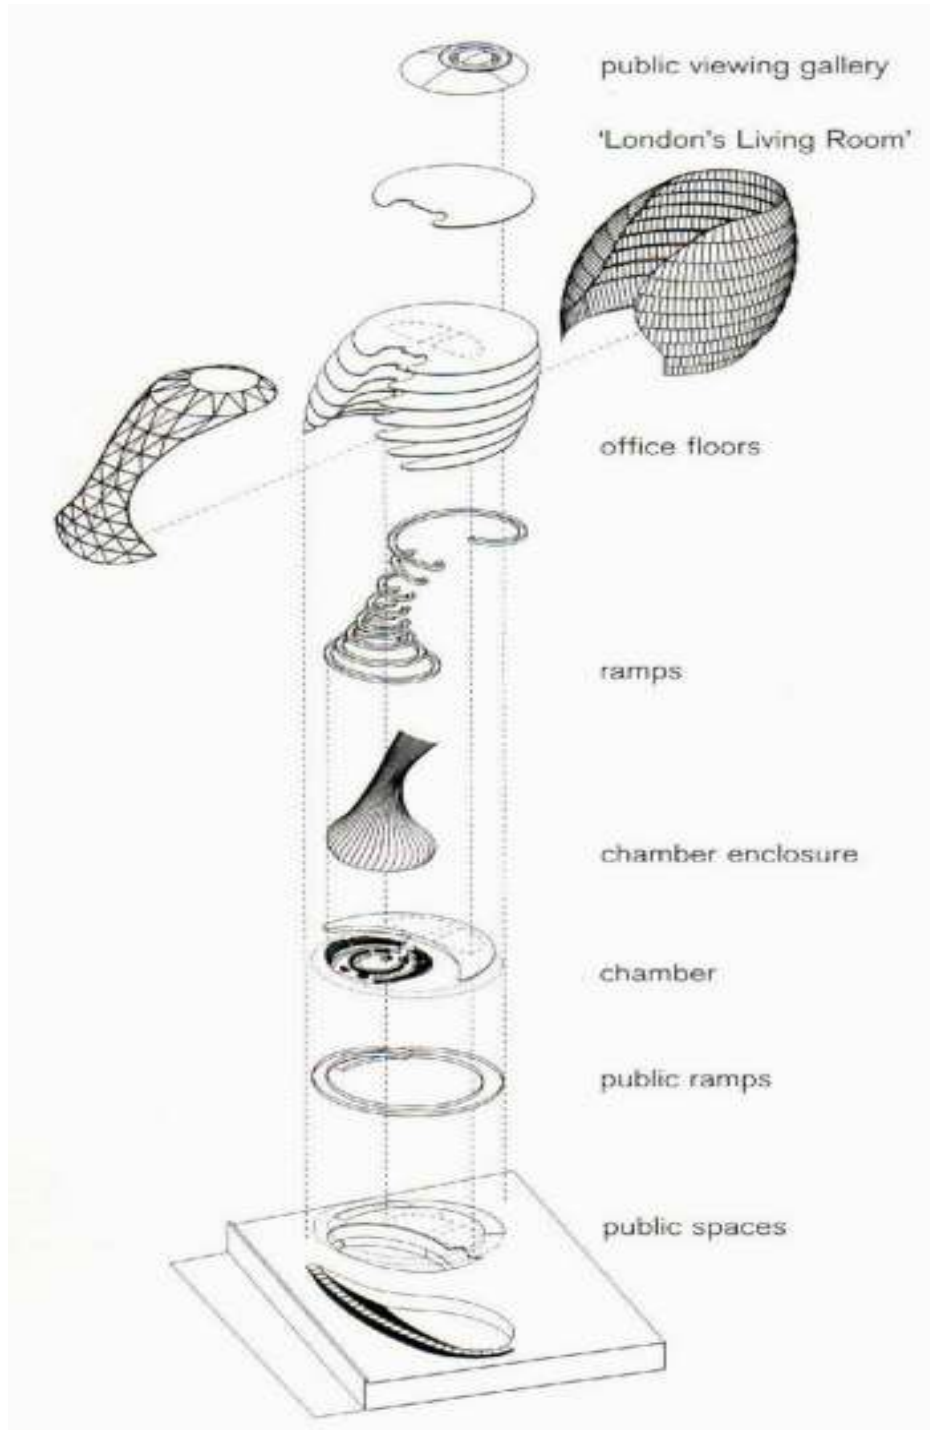 public viewing gallery
'London's Living Room'
office floors
ramps
chamber enclosure
chamber
public ramps
public spaces